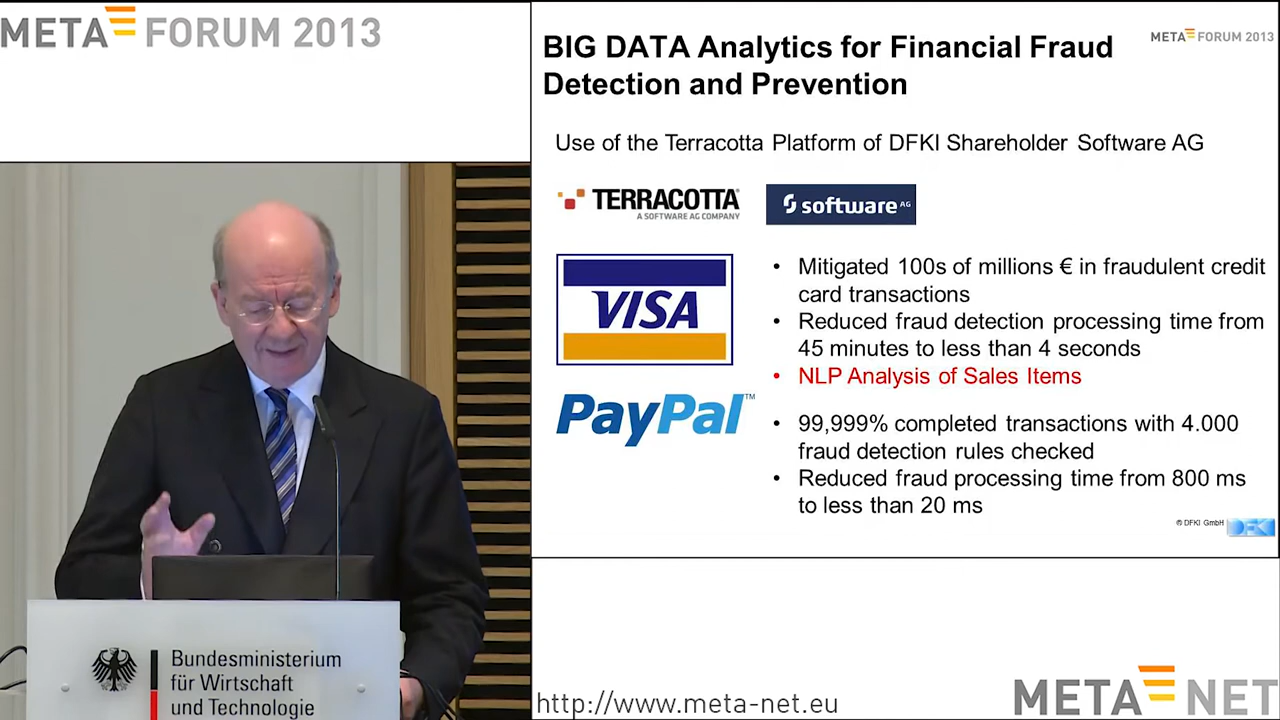 META FORUM 2013
META FORUM 2013
BIG DATA Analytics for Financial Fraud
Detection and Prevention
Use of the Terracotta Platform of DFKI Shareholder Software AG
TERRACOTTA
A SOFTWARE AG COMPANY
software AG
VISA
• Mitigated 100s of millions € in fraudulent credit
card transactions
• Reduced fraud detection processing time from
45 minutes to less than 4 seconds
• NLP Analysis of Sales Items
PayPal™
• 99,999% completed transactions with 4.000
fraud detection rules checked
• Reduced fraud processing time from 800 ms
to less than 20 ms
© DFKI GmbH
DFKI
Bundesministerium
für Wirtschaft
und Technologie
http://www.meta-net.eu
META NET